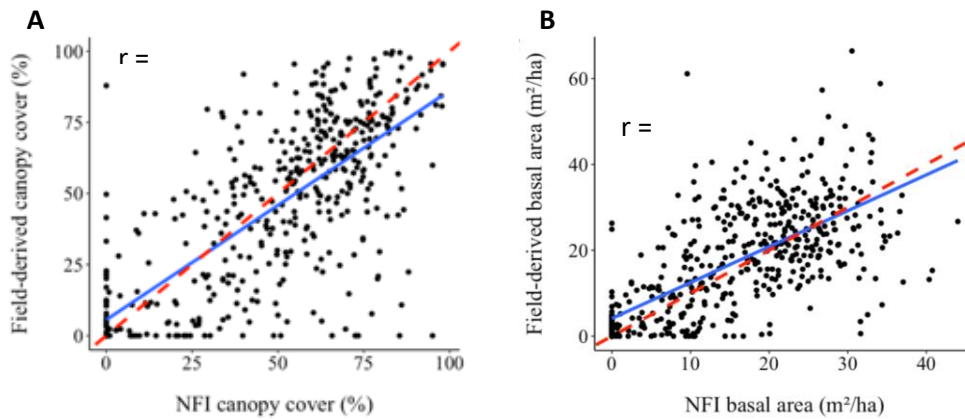 A
r =
100
75
50
25
0
Field-derived canopy cover (%)
0 25 50 75 100
NFI canopy cover (%)
B
r =
60
40
20
0
Field-derived basal area (m²/ha)
0 10 20 30 40
NFI basal area (m²/ha)